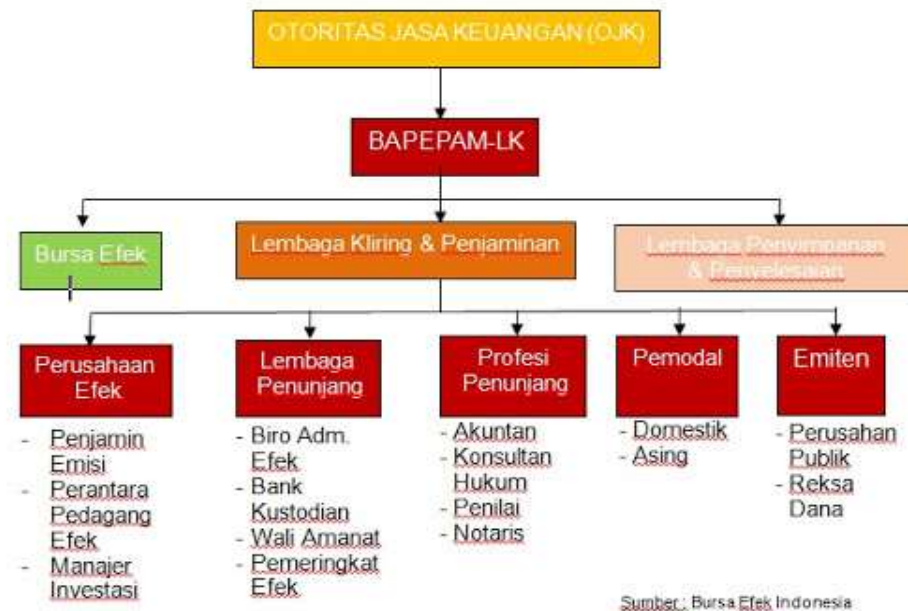 OTORITAS JASA KEUANGAN (OJK)
BAPEPAM-LK
Bursa Efek
Lembaga Kliring & Penjaminan
Lembaga Penyimpanan
& Penyelesaian
Perusahaan
Efek
Lembaga
Penunjang
Profesi
Penunjang
Pemodal
Emiten
- Penjamin
Emisi
- Perantara
Pedagang
Efek
- Manajer
Investasi
- Biro Adm.
Efek
- Bank
Kustodian
- Wali Amanat
- Pemeringkat
Efek
- Akuntan
- Konsultan
Hukum
- Penilai
- Notaris
- Domestik
- Asing
- Perusahan
Publik
- Reksa
Dana
Sumber : Bursa Efek Indonesia